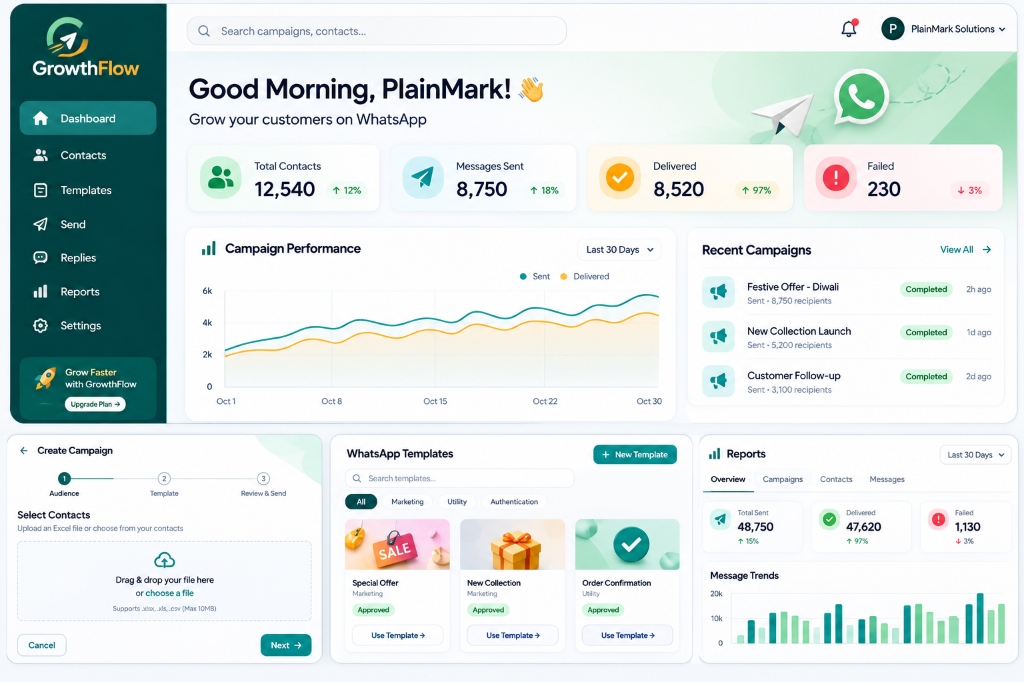 GrowthFlow
Dashboard
Contacts
Templates
Send
Replies
Reports
Settings
Grow Faster
with GrowthFlow
Upgrade Plan →
Search campaigns, contacts...
P
PlainMark Solutions
Good Morning, PlainMark! 👋
Grow your customers on WhatsApp
Total Contacts
12,540
↑ 12%
Messages Sent
8,750
↑ 18%
Delivered
8,520
↑ 97%
Failed
230
↓ 3%
Campaign Performance
Last 30 Days
Sent
Delivered
6k
4k
2k
0
Oct 1
Oct 8
Oct 15
Oct 22
Oct 30
Recent Campaigns
View All →
Festive Offer - Diwali
Sent • 8,750 recipients
Completed
2h ago
New Collection Launch
Sent • 5,200 recipients
Completed
1d ago
Customer Follow-up
Sent • 3,100 recipients
Completed
2d ago
← Create Campaign
1
2
3
Audience
Template
Review & Send
Select Contacts
Upload an Excel file or choose from your contacts
Drag & drop your file here
or choose a file
Supports .xlsx, .xls, .csv (Max 10MB)
Cancel
Next →
WhatsApp Templates
+ New Template
Search templates...
All
Marketing
Utility
Authentication
SALE
Special Offer
Marketing
Approved
Use Template →
New Collection
Marketing
Approved
Use Template →
Order Confirmation
Utility
Approved
Use Template →
Reports
Last 30 Days
Overview
Campaigns
Contacts
Messages
Total Sent
48,750
↑ 15%
Delivered
47,620
↑ 97%
Failed
1,130
↓ 3%
Message Trends
20k
10k
0